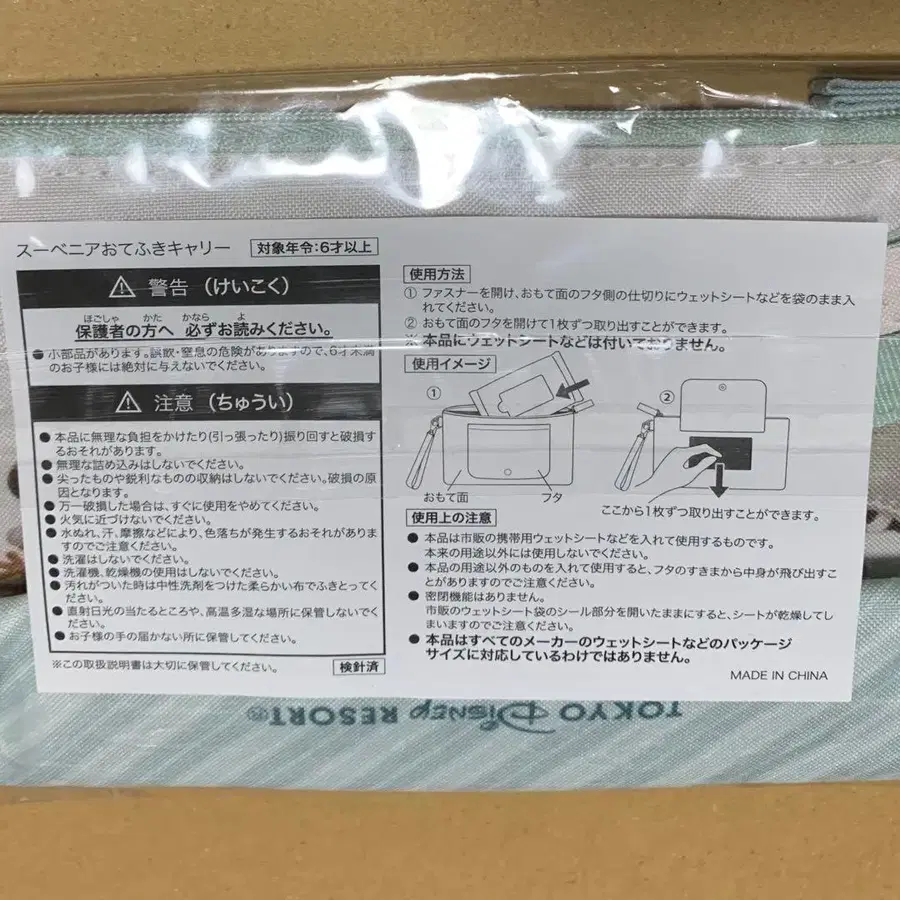 スーベニアおてふきキャリー
対象年令:6才以上
⚠ 警告（けいこく）
ほごしゃ かた かなら よ
保護者の方へ 必ずお読みください。
● 小部品があります。誤飲・窒息の危険がありますので、6才未満
のお子様には絶対に与えないでください。
⚠ 注意（ちゅうい）
● 本品に無理な負担をかけたり(引っ張ったり)振り回すと破損す
るおそれがあります。
● 無理な詰め込みはしないでください。
● 尖ったものや鋭利なものの収納はしないでください。破損の原
因となります。
● 万一破損した場合は、すぐに使用をやめてください。
● 火気に近づけないでください。
● 水ぬれ、汗、摩擦などにより、色落ちが発生するおそれがありま
すのでご注意ください。
● 洗濯はしないでください。
● 洗濯機、乾燥機の使用はしないでください。
● 汚れがついた時は中性洗剤をつけた柔らかい布でふきとってく
ださい。
● 直射日光の当たるところや、高温多湿な場所に保管しないでく
ださい。
● お子様の手の届かない所に保管してください。
※この取扱説明書は大切に保管してください。
検針済
使用方法
① ファスナーを開け、おもて面のフタ側の仕切りにウェットシートなどを袋のまま入
れてください。
② おもて面のフタを開けて1枚ずつ取り出すことができます。
※ 本品にウェットシートなどは付いておりません。
使用イメージ
①
②
おもて面
フタ
ここから1枚ずつ取り出すことができます。
使用上の注意
● 本品は市販の携帯用ウェットシートなどを入れて使用するものです。
本来の用途以外には使用しないでください。
● 本品の用途以外のものを入れて使用すると、フタのすきまから中身が飛び出すこ
とがありますのでご注意ください。
● 密閉機能はありません。
市販のウェットシート袋のシール部分を開いたままにすると、シートが乾燥してし
まいますのでご注意ください。
● 本品はすべてのメーカーのウェットシートなどのパッケージ
サイズに対応しているわけではありません。
MADE IN CHINA
TOKYO Disney RESORT®